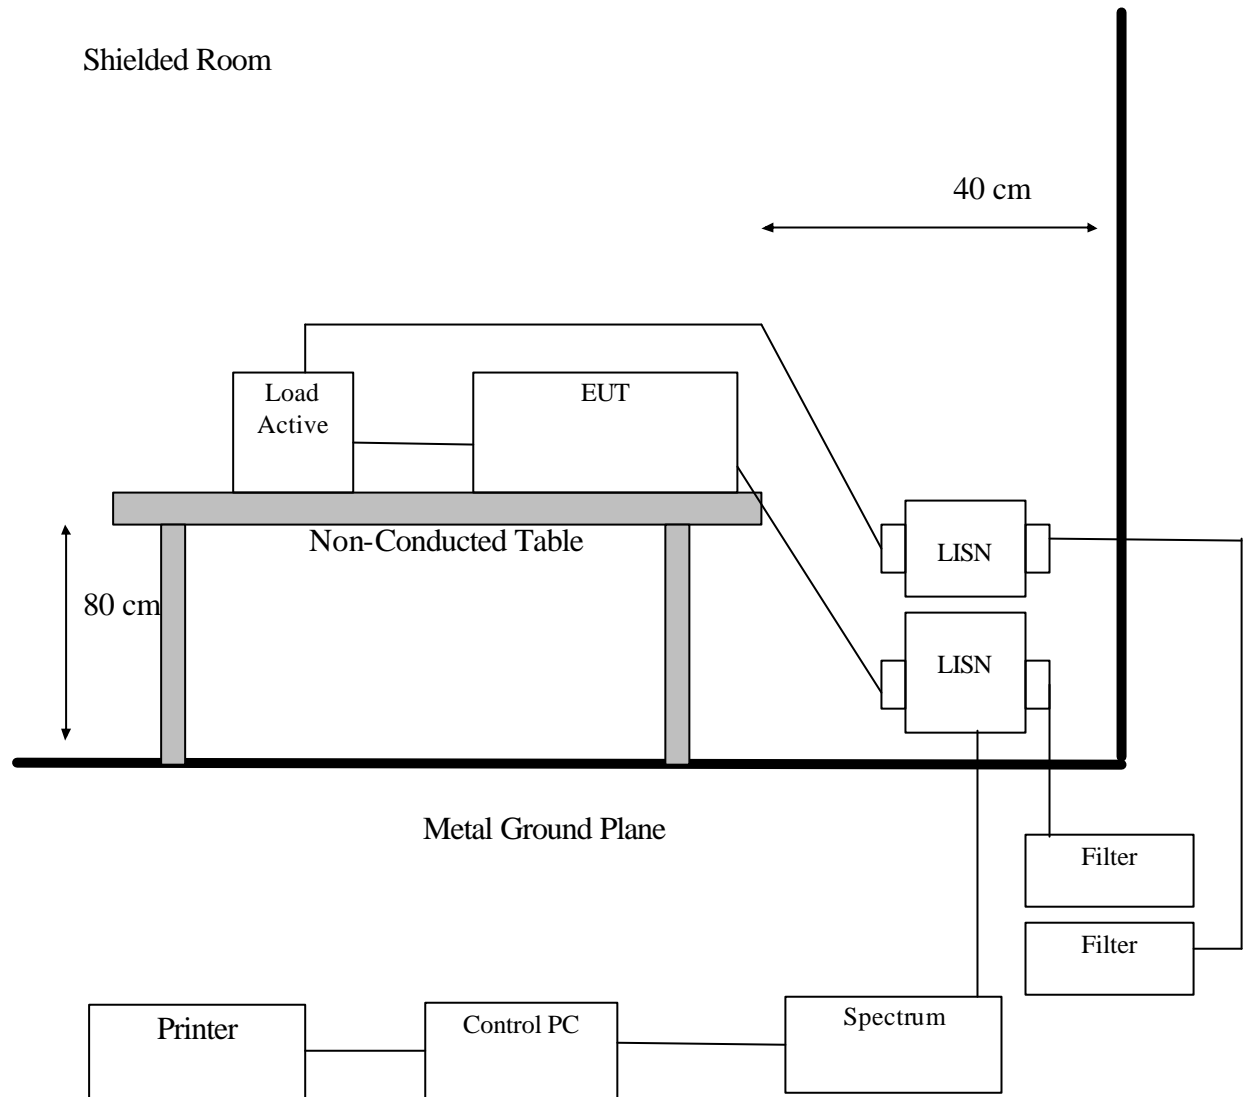 Shielded Room
40 cm
Load
Active
EUT
Non-Conducted Table
LISN
80 cm
LISN
Metal Ground Plane
Filter
Filter
Printer
Control PC
Spectrum